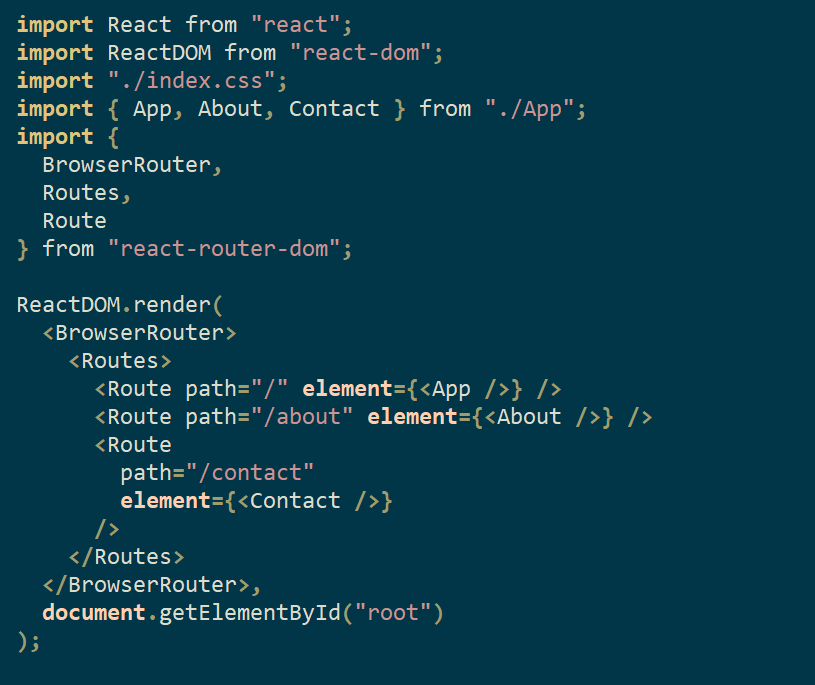 import React from "react";
import ReactDOM from "react-dom";
import "./index.css";
import { App, About, Contact } from "./App";
import {
  BrowserRouter,
  Routes,
  Route
} from "react-router-dom";

ReactDOM.render(
  <BrowserRouter>
    <Routes>
      <Route path="/" element={<App />} />
      <Route path="/about" element={<About />} />
      <Route
        path="/contact"
        element={<Contact />}
      />
    </Routes>
  </BrowserRouter>,
  document.getElementById("root")
);